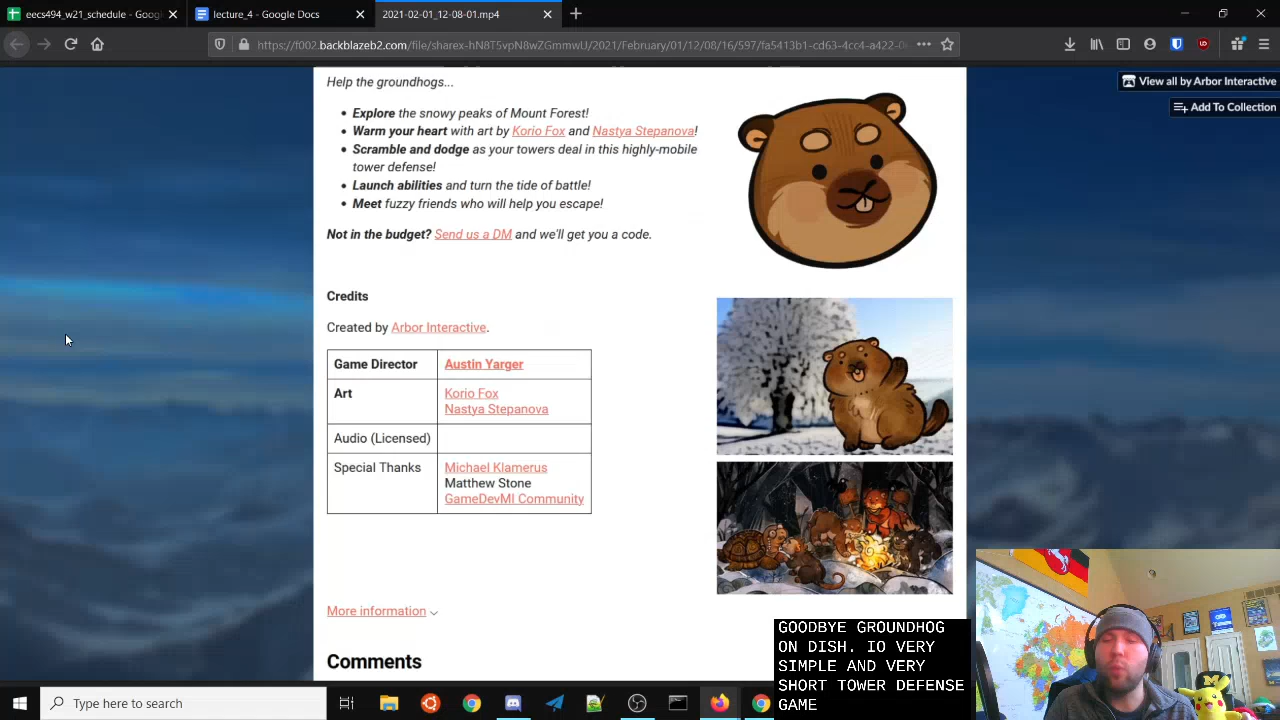 eecs494_w21_schedule - Google
lecture_4 - Google Docs
2021-02-01_12-08-01.mp4
https://f002.backblazeb2.com/file/sharex-hN8T5vpN8wZGmmwU/2021/February/01/12/08/16/597/fa5413b1-cd63-4cc4-a422-0
View all by Arbor Interactive
Add To Collection
Help the groundhogs...
Explore the snowy peaks of Mount Forest!
Warm your heart with art by Korio Fox and Nastya Stepanova!
Scramble and dodge as your towers deal in this highly-mobile
tower defense!
Launch abilities and turn the tide of battle!
Meet fuzzy friends who will help you escape!
Not in the budget? Send us a DM and we'll get you a code.
Credits
Created by Arbor Interactive.
Game Director Austin Yarger
Art Korio Fox
Nastya Stepanova
Audio (Licensed)
Special Thanks Michael Klamerus
Matthew Stone
GameDevMI Community
More information
Comments
GOODBYE GROUNDHOG
ON DISH. IO VERY
SIMPLE AND VERY
SHORT TOWER DEFENSE
GAME
Type here to search